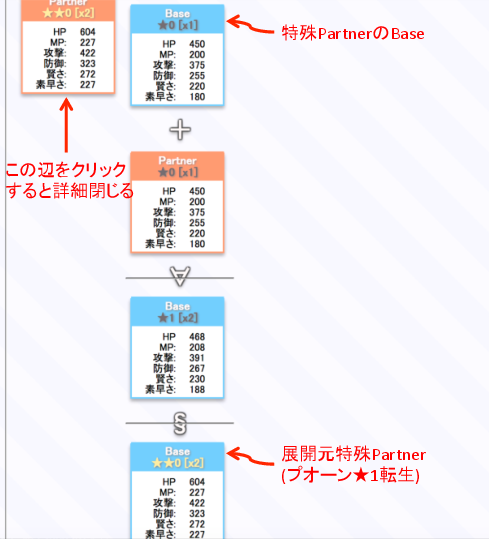 Partner
★★0 [x2]
HP 604
MP: 227
攻撃: 422
防御: 323
賢さ: 272
素早さ: 227
この辺をクリック
すると詳細閉じる
Base
★0 [x1]
HP 450
MP: 200
攻撃: 375
防御: 255
賢さ: 220
素早さ: 180
特殊PartnerのBase
+
Partner
★0 [x1]
HP 450
MP: 200
攻撃: 375
防御: 255
賢さ: 220
素早さ: 180
∀
Base
★1 [x2]
HP 468
MP: 208
攻撃: 391
防御: 267
賢さ: 230
素早さ: 188
§
Base
★★0 [x2]
HP 604
MP: 227
攻撃: 422
防御: 323
賢さ: 272
素早さ: 227
展開元特殊Partner
(プオーン★1転生)